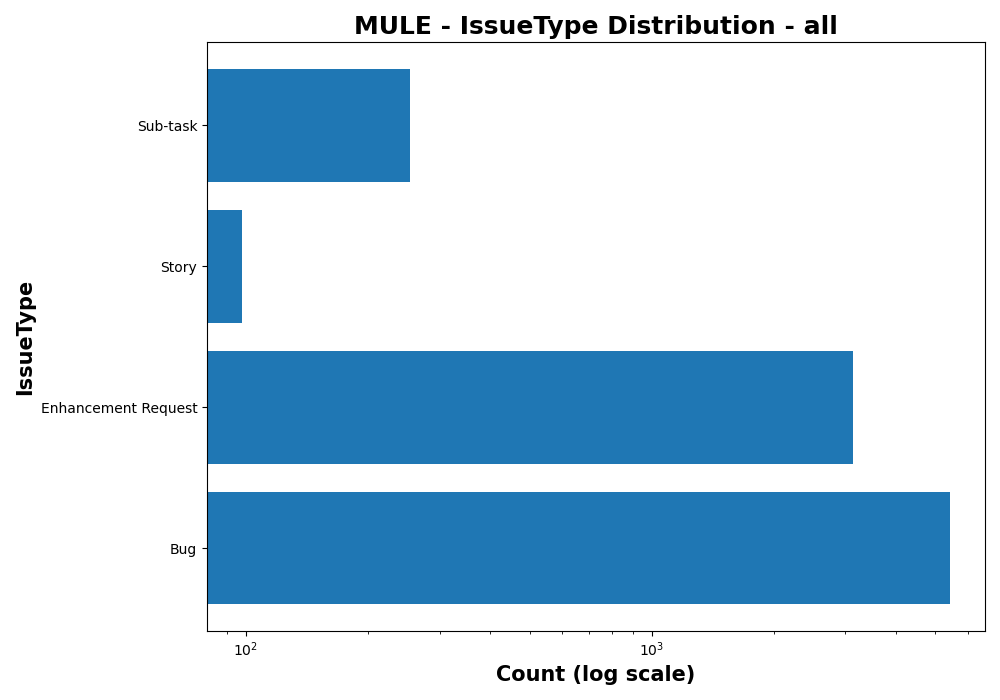 MULE - IssueType Distribution - all
IssueType
Sub-task
Story
Enhancement Request
Bug
10² 10³
Count (log scale)